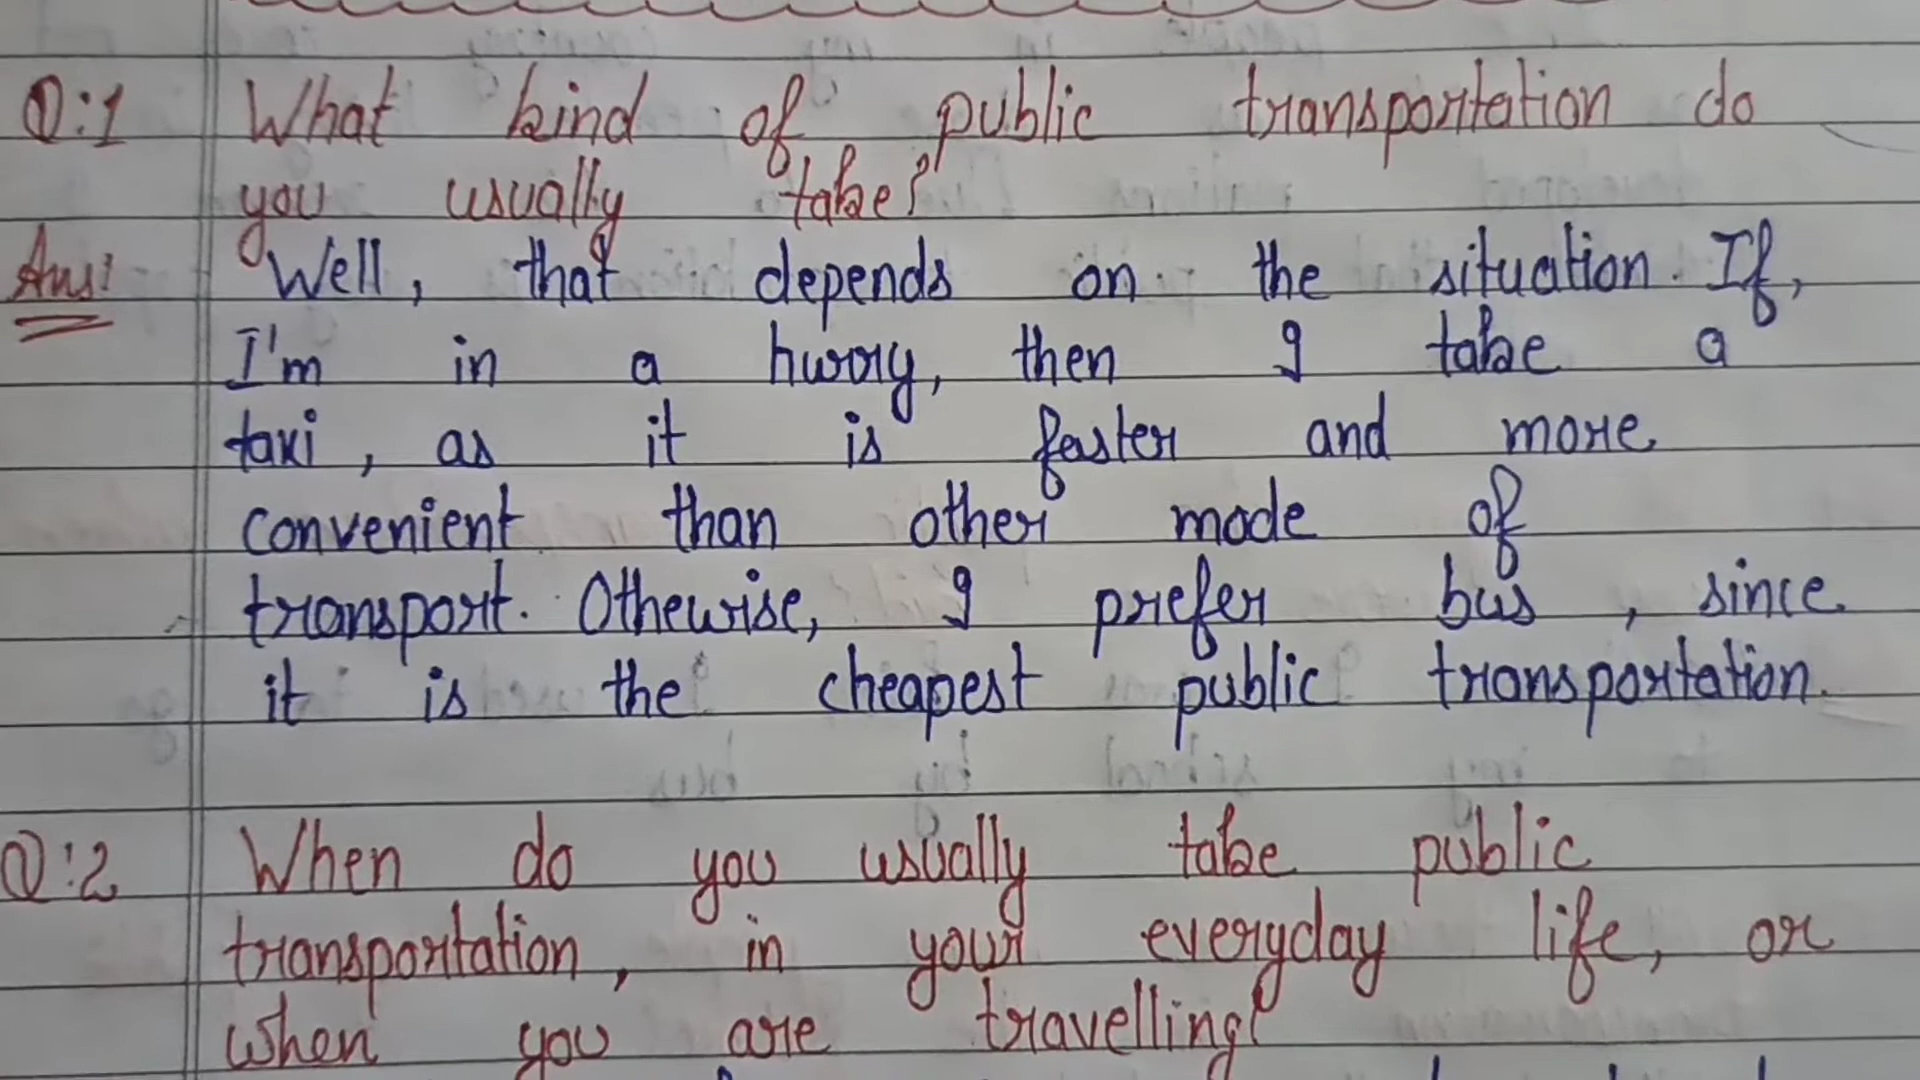 Q:1 What kind of public transportation do
you usually take?
Ans: Well, that depends on the situation. If,
I'm in a hurry, then I take a
taxi, as it is faster and more
convenient than other mode of
transport. Othewise, I prefer bus, since
it is the cheapest public transportation.
Q:2 When do you usually take public
transportation, in your everyday life, or
when you are travelling?